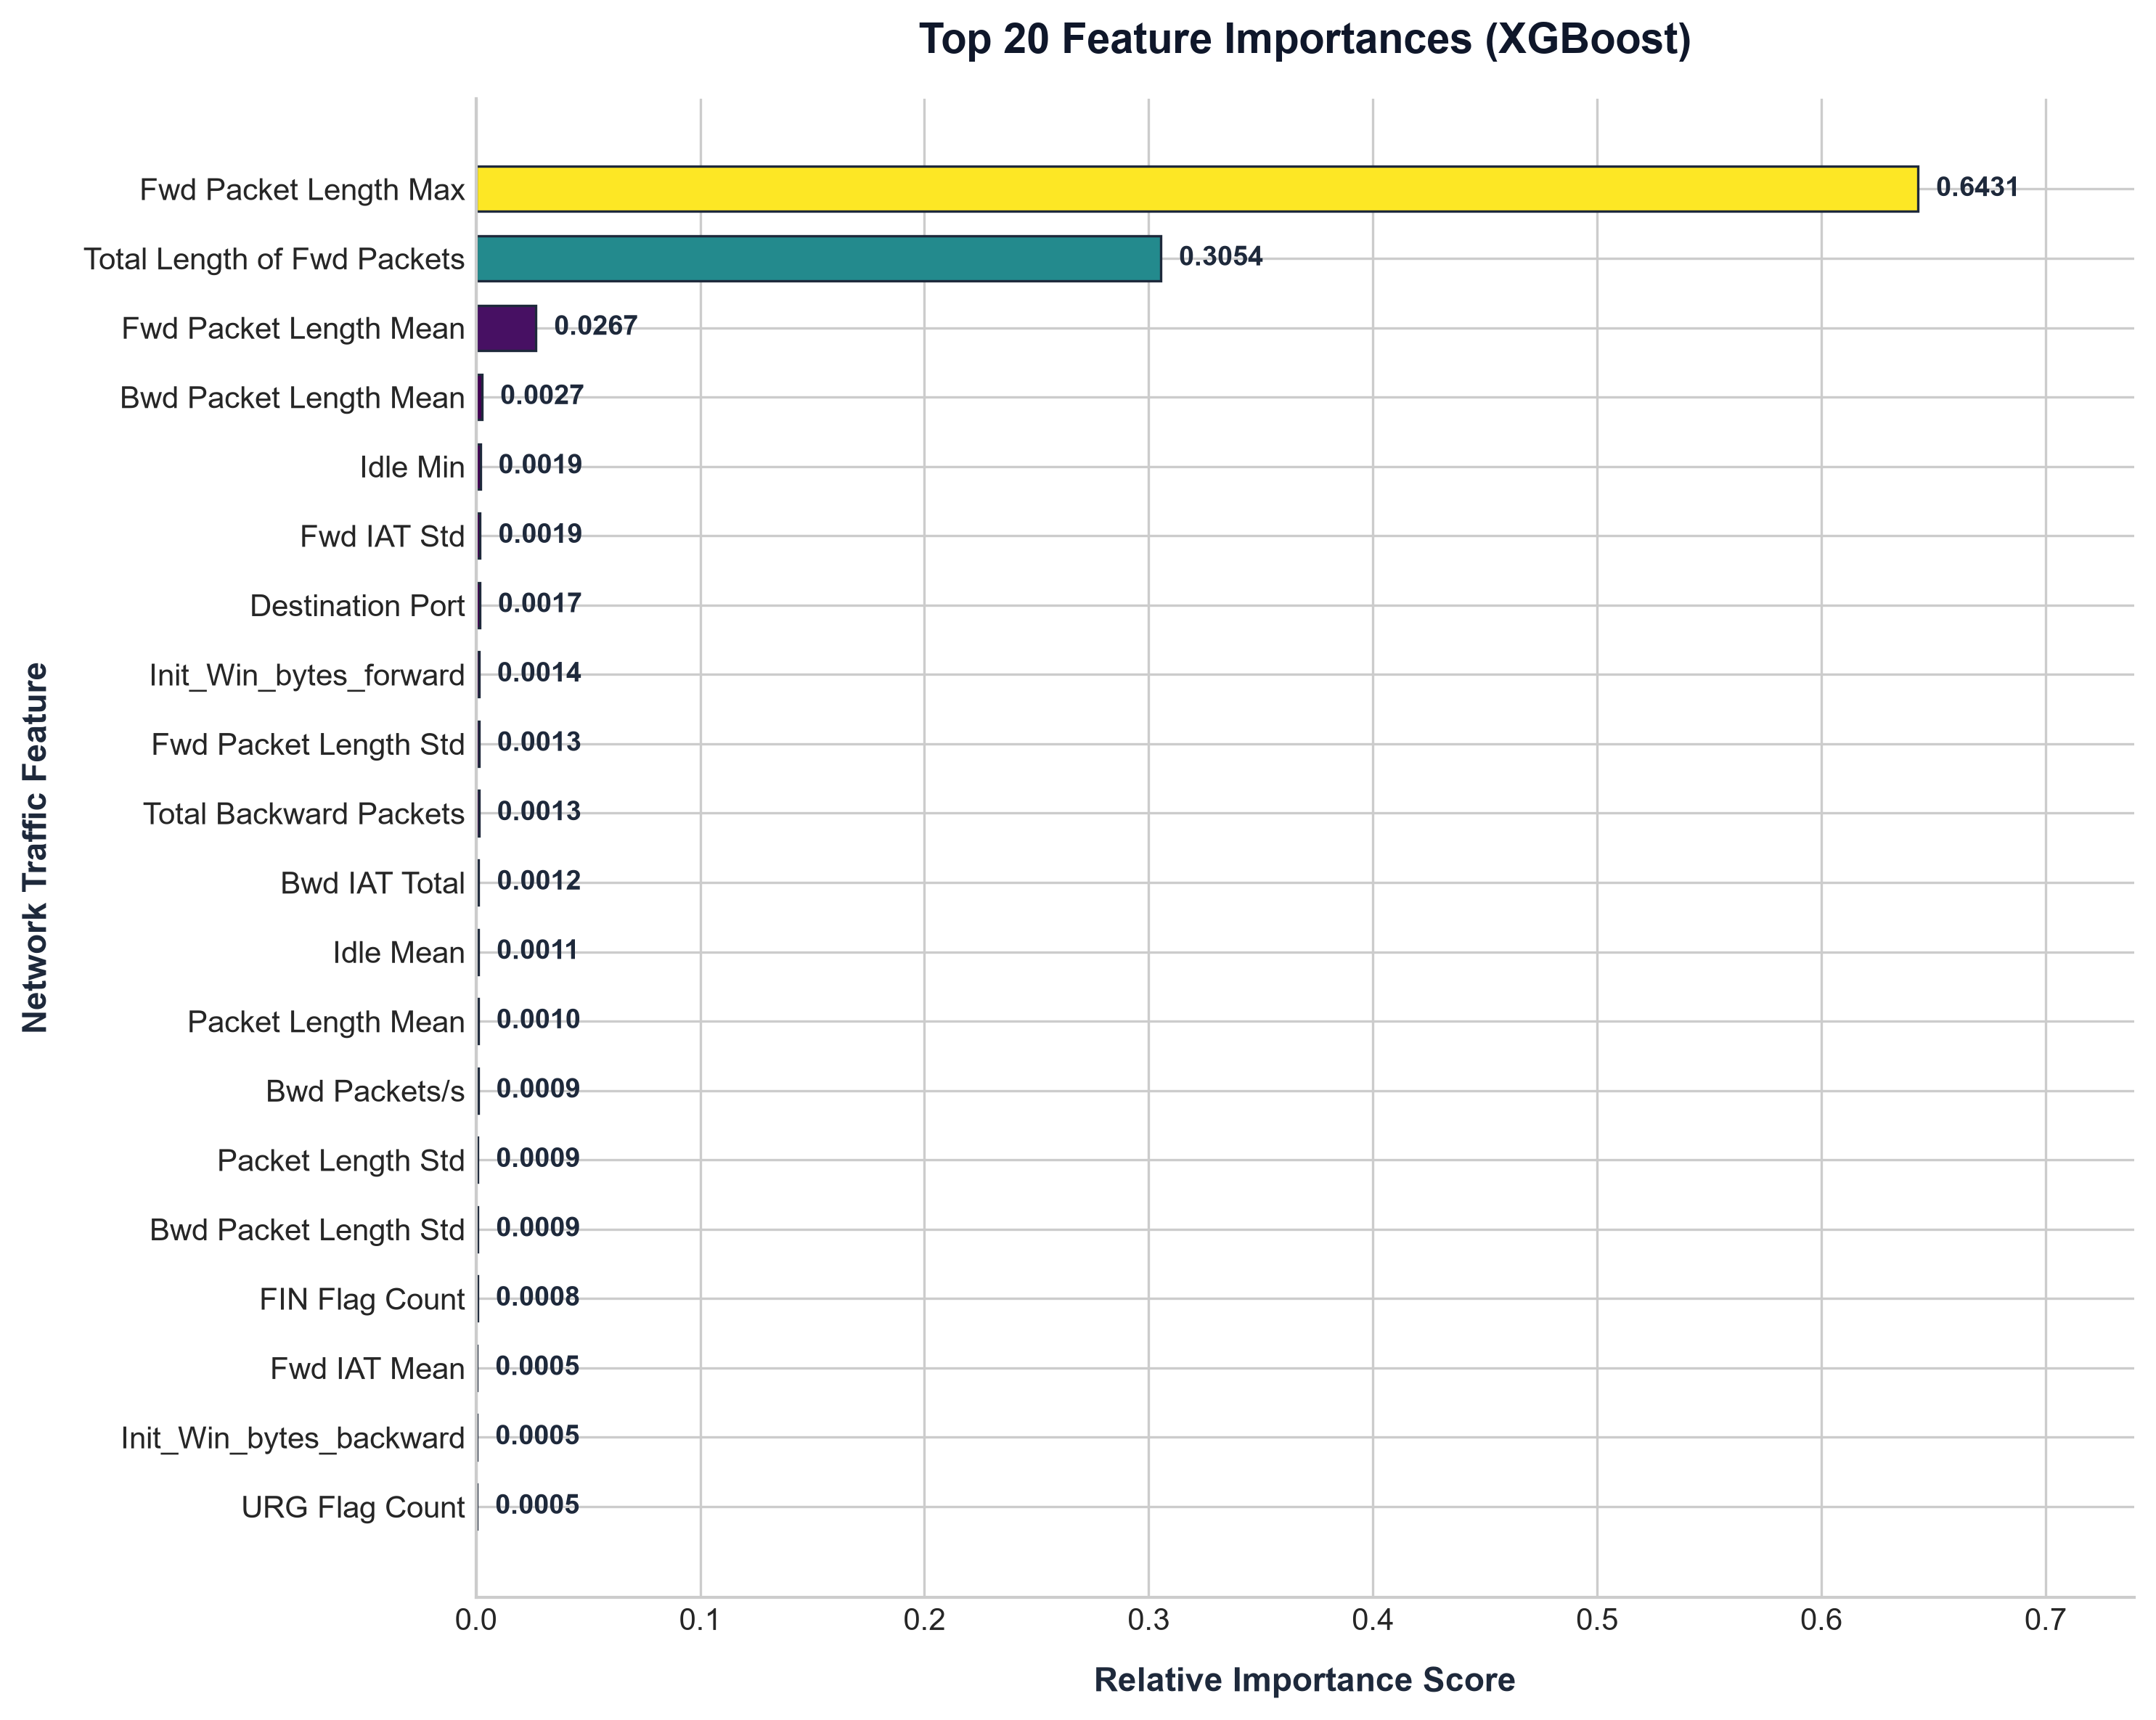 Top 20 Feature Importances (XGBoost)
Network Traffic Feature
Fwd Packet Length Max 0.6431
Total Length of Fwd Packets 0.3054
Fwd Packet Length Mean 0.0267
Bwd Packet Length Mean 0.0027
Idle Min 0.0019
Fwd IAT Std 0.0019
Destination Port 0.0017
Init_Win_bytes_forward 0.0014
Fwd Packet Length Std 0.0013
Total Backward Packets 0.0013
Bwd IAT Total 0.0012
Idle Mean 0.0011
Packet Length Mean 0.0010
Bwd Packets/s 0.0009
Packet Length Std 0.0009
Bwd Packet Length Std 0.0009
FIN Flag Count 0.0008
Fwd IAT Mean 0.0005
Init_Win_bytes_backward 0.0005
URG Flag Count 0.0005
0.0 0.1 0.2 0.3 0.4 0.5 0.6 0.7
Relative Importance Score